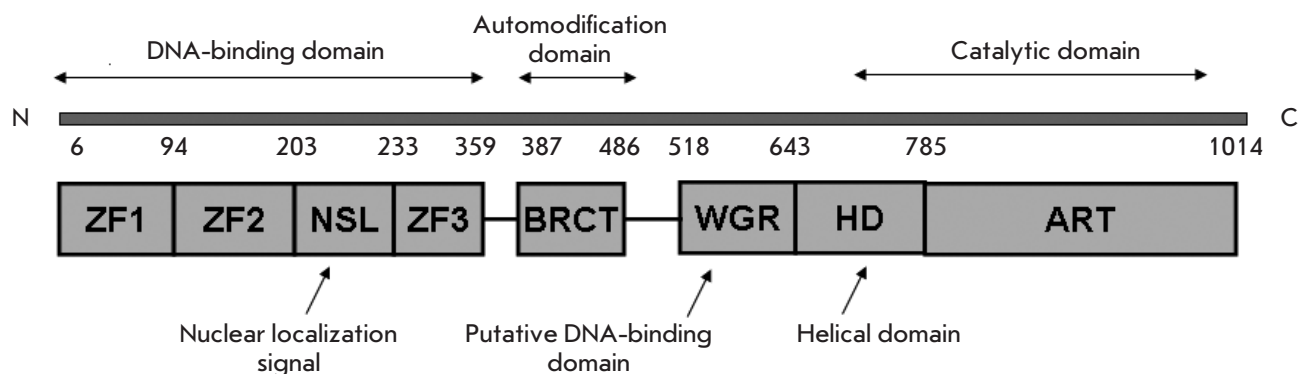 DNA-binding domain
Automodification
domain
Catalytic domain
N
C
6 94 203 233 359 387 486 518 643 785 1014
ZF1 ZF2 NSL ZF3 BRCT WGR HD ART
Nuclear localization
signal
Putative DNA-binding
domain
Helical domain